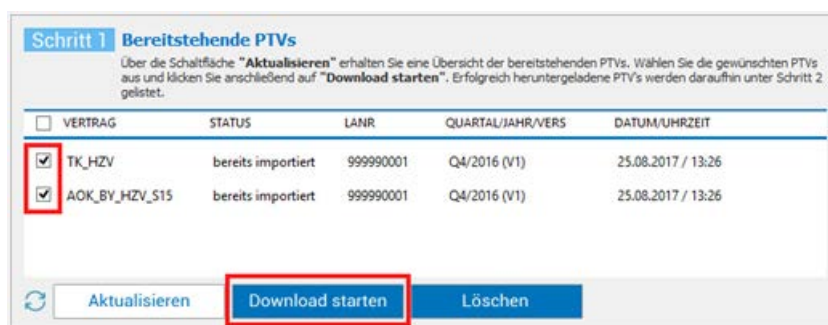 Schritt 1 Bereitstehende PTVs
Über die Schaltfläche "Aktualisieren" erhalten Sie eine Übersicht der bereitstehenden PTVs. Wählen Sie die gewünschten PTVs
aus und klicken Sie anschließend auf "Download starten". Erfolgreich heruntergeladene PTV's werden daraufhin unter Schritt 2
gelistet.
VERTRAG STATUS LANR QUARTAL/JAHR/VERS DATUM/UHRZEIT
TK_HZV bereits importiert 999990001 Q4/2016 (V1) 25.08.2017 / 13:26
AOK_BY_HZV_S15 bereits importiert 999990001 Q4/2016 (V1) 25.08.2017 / 13:26
Aktualisieren Download starten Löschen